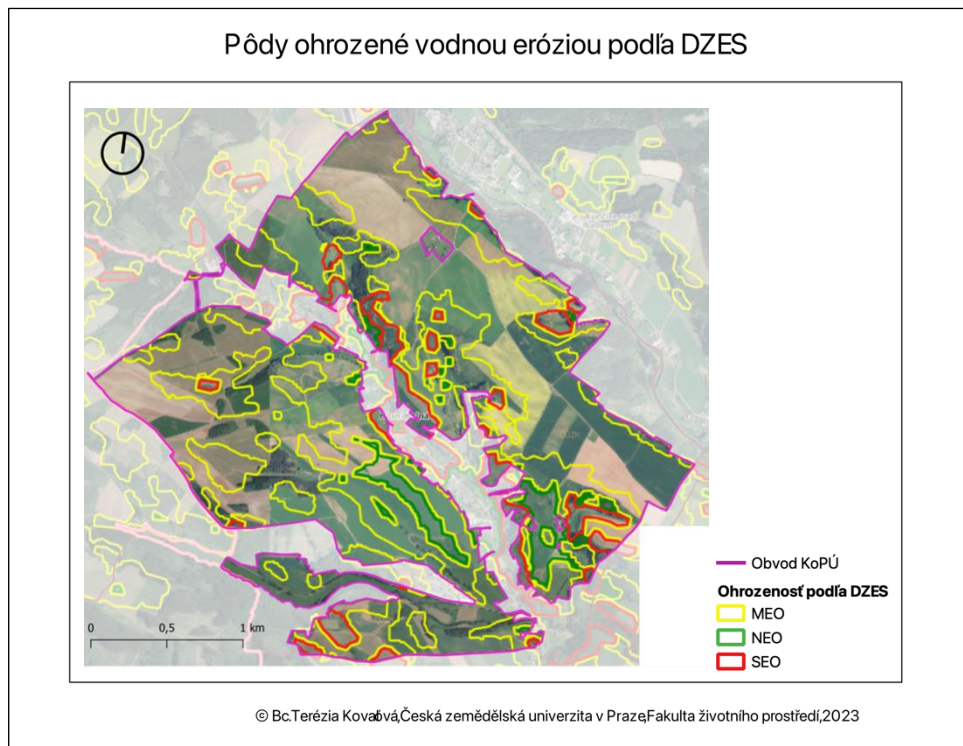 Pôdy ohrozené vodnou eróziou podľa DZES
Obvod KoPÚ
Ohrozenosť podľa DZES
MEO
NEO
SEO
0 0,5 1 km
© Bc.Terézia Kovaľová,Česká zemědělská univerzita v Praze,Fakulta životního prostředí,2023